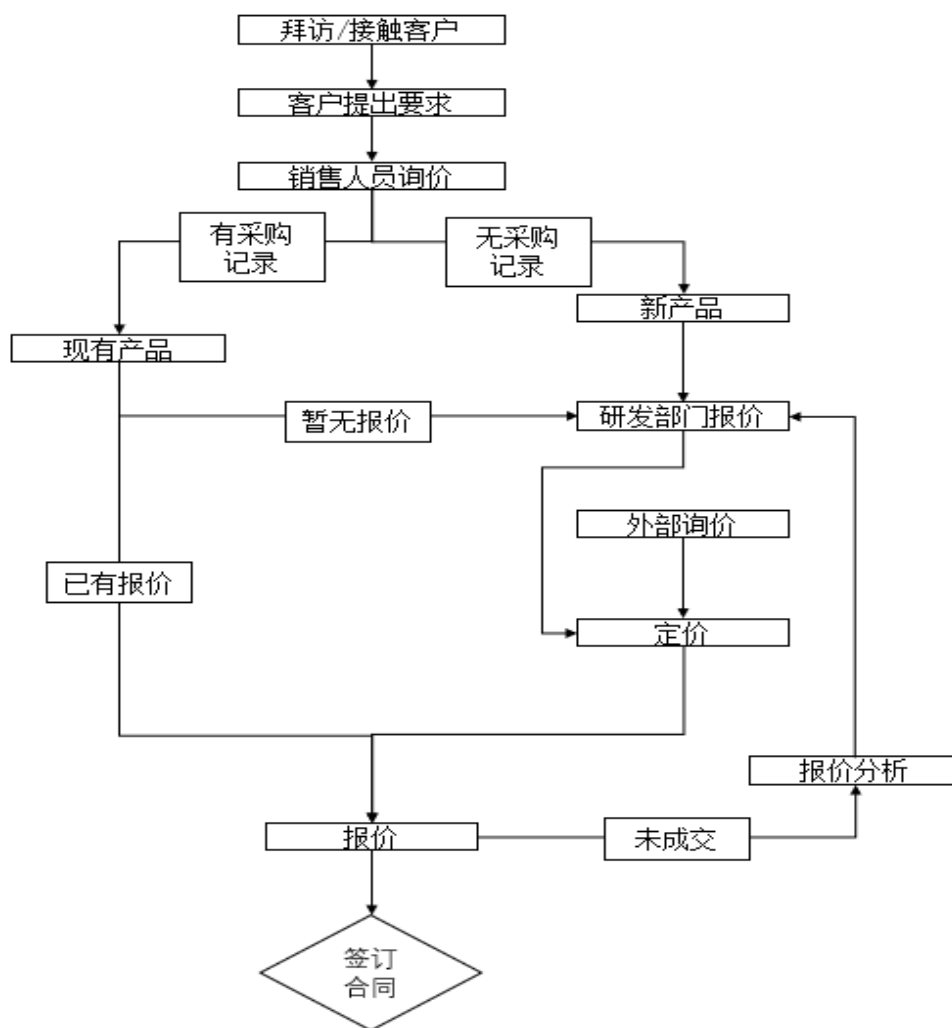 拜访/接触客户
客户提出要求
销售人员询价
有采购
记录
无采购
记录
新产品
现有产品
暂无报价
研发部门报价
外部询价
已有报价
定价
报价分析
报价
未成交
签订
合同